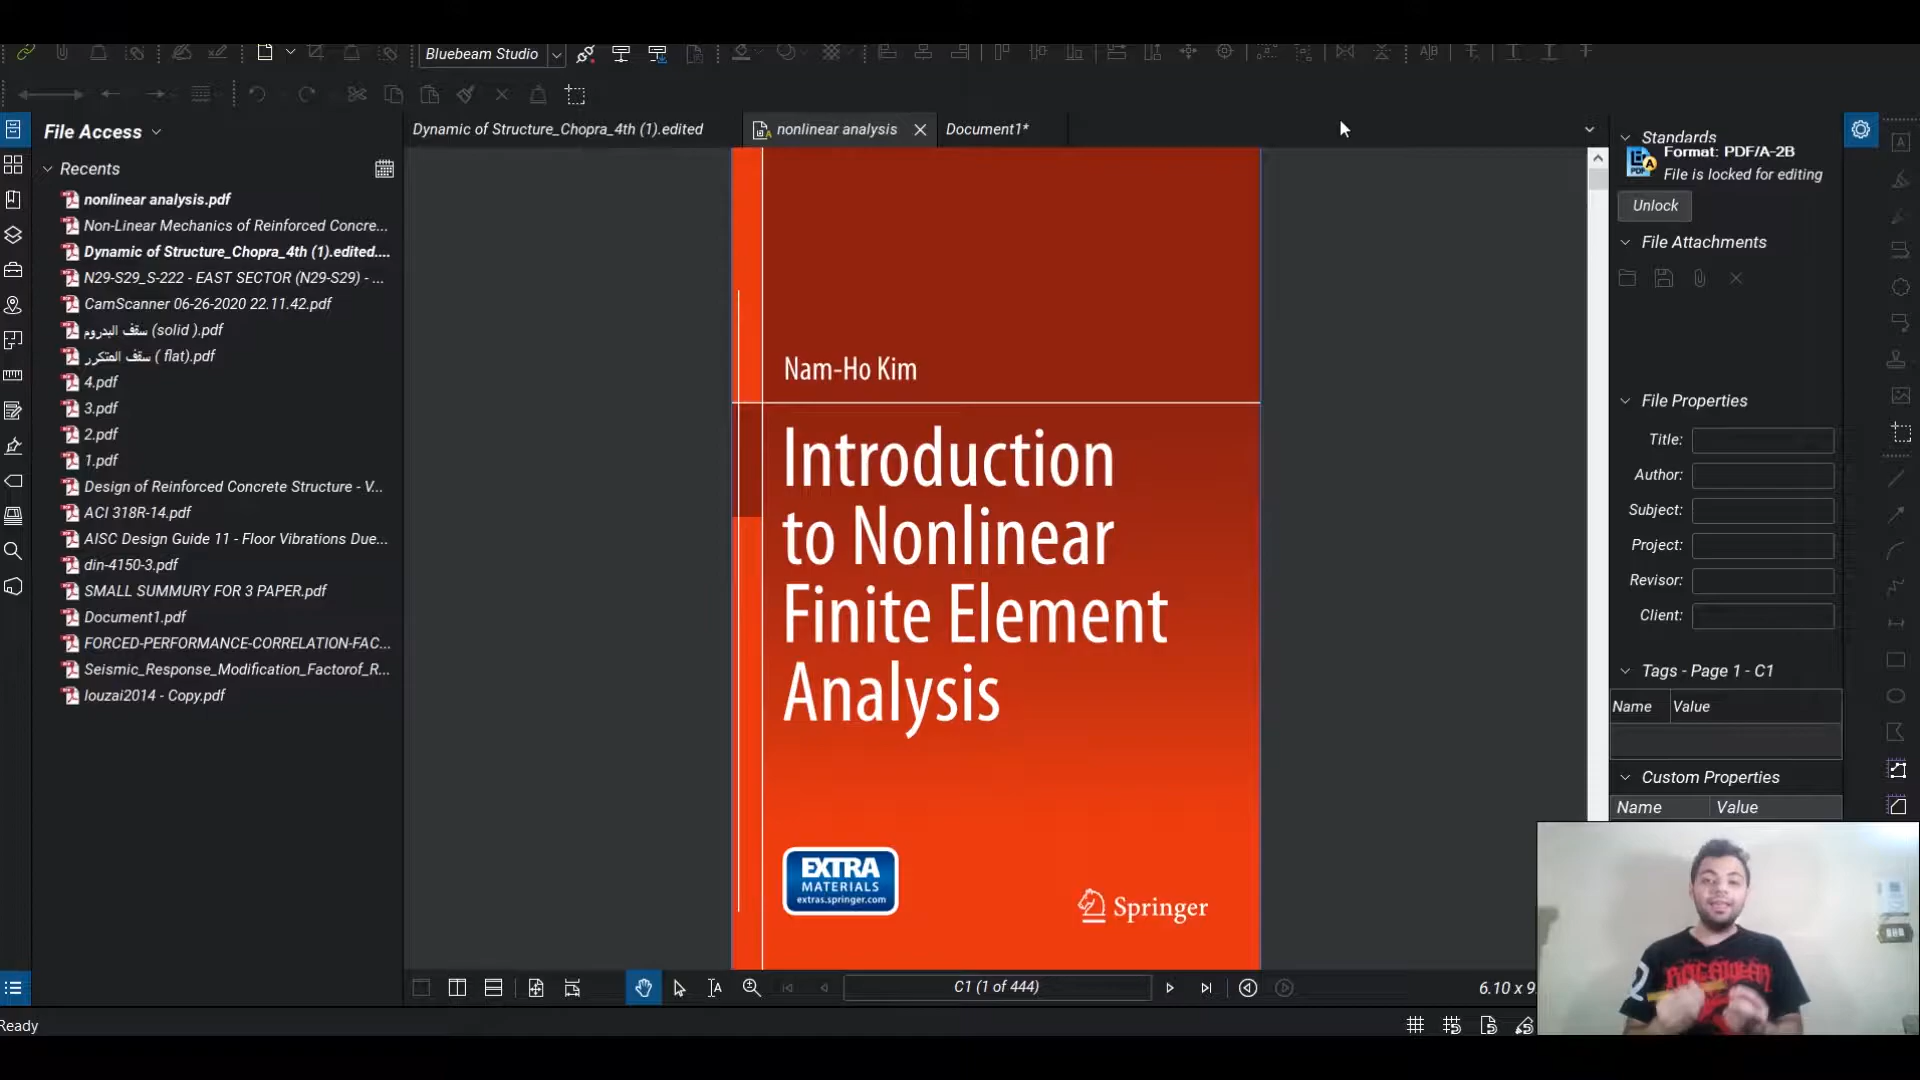 Bluebeam Studio
File Access
Recents
nonlinear analysis.pdf
Non-Linear Mechanics of Reinforced Concre...
Dynamic of Structure_Chopra_4th (1).edited....
N29-S29_S-222 - EAST SECTOR (N29-S29) - ...
CamScanner 06-26-2020 22.11.42.pdf
سقف البدروم (solid ).pdf
سقف المتكرر ( flat).pdf
4.pdf
3.pdf
2.pdf
1.pdf
Design of Reinforced Concrete Structure - V...
ACI 318R-14.pdf
AISC Design Guide 11 - Floor Vibrations Due...
din-4150-3.pdf
SMALL SUMMURY FOR 3 PAPER.pdf
Document1.pdf
FORCED-PERFORMANCE-CORRELATION-FAC...
Seismic_Response_Modification_Factorof_R...
louzai2014 - Copy.pdf
Dynamic of Structure_Chopra_4th (1).edited
nonlinear analysis
Document1*
Nam-Ho Kim
Introduction
to Nonlinear
Finite Element
Analysis
EXTRA
MATERIALS
extras.springer.com
Springer
Standards
Format: PDF/A-2B
File is locked for editing
Unlock
File Attachments
File Properties
Title:
Author:
Subject:
Project:
Revisor:
Client:
Tags - Page 1 - C1
Name Value
Custom Properties
Name Value
C1 (1 of 444)
6.10 x 9.
Ready